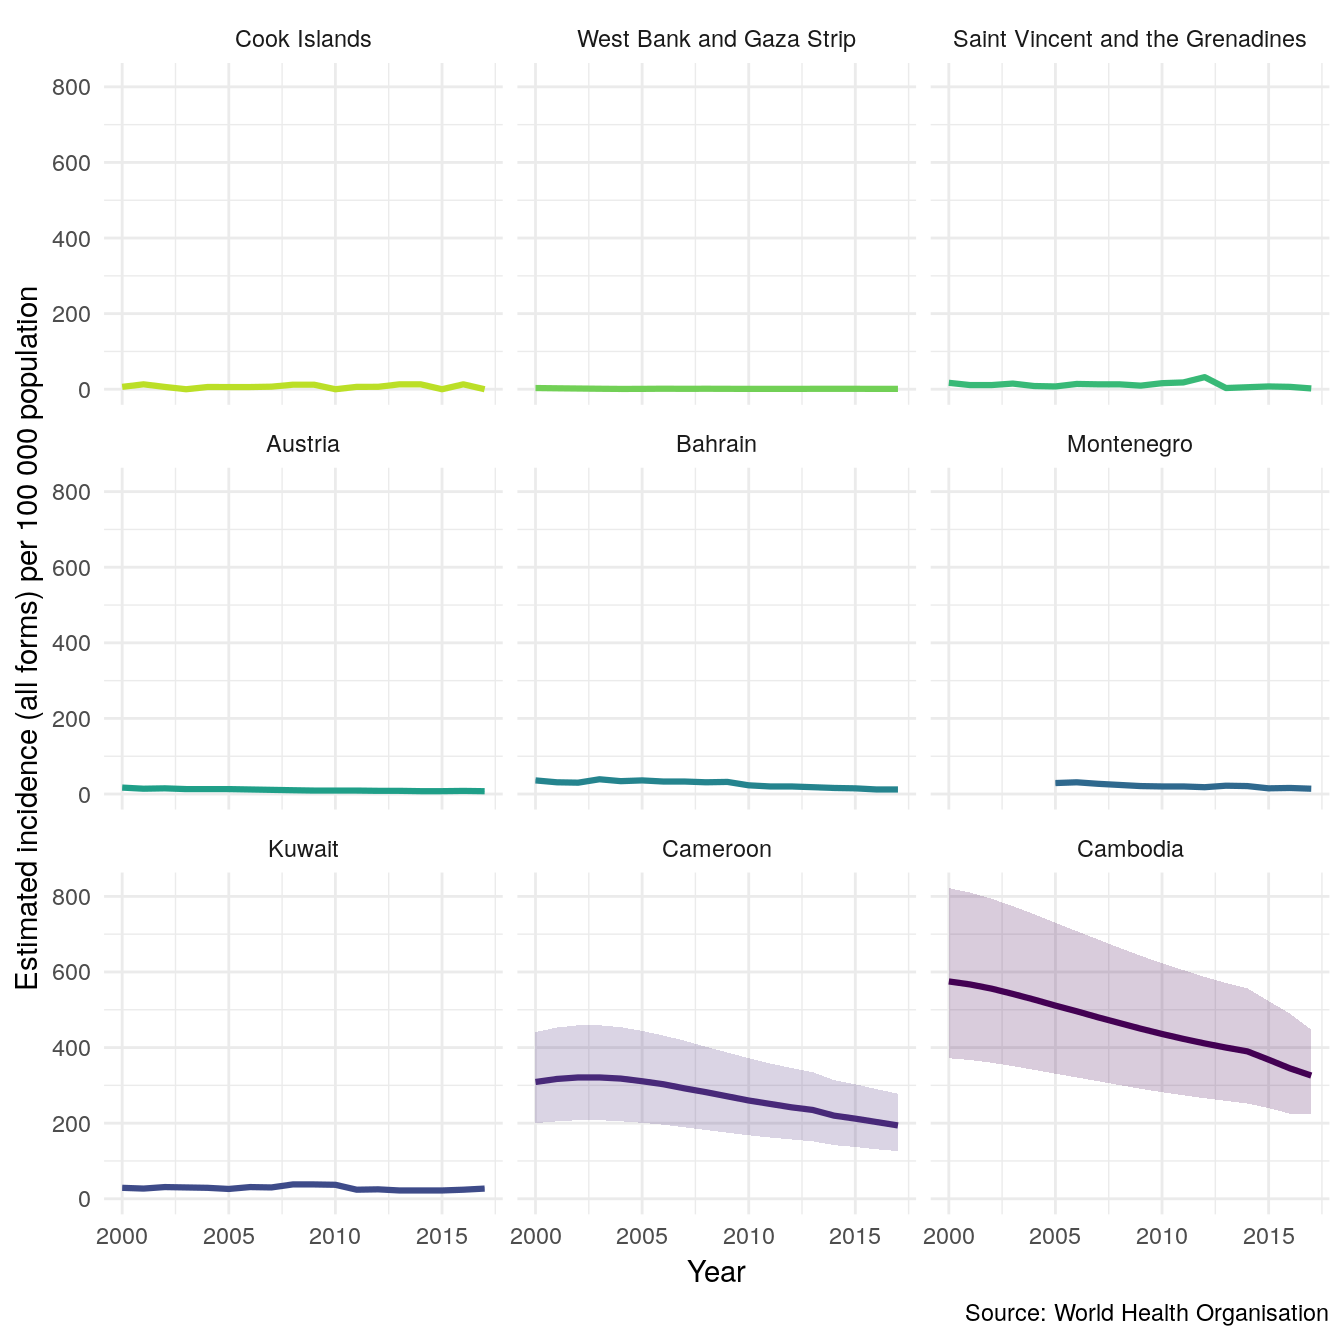 Cook Islands
West Bank and Gaza Strip
Saint Vincent and the Grenadines
800
600
400
200
0
Austria
Bahrain
Montenegro
800
600
400
200
0
Kuwait
Cameroon
Cambodia
800
600
400
200
0
2000 2005 2010 2015
2000 2005 2010 2015
2000 2005 2010 2015
Estimated incidence (all forms) per 100 000 population
Year
Source: World Health Organisation